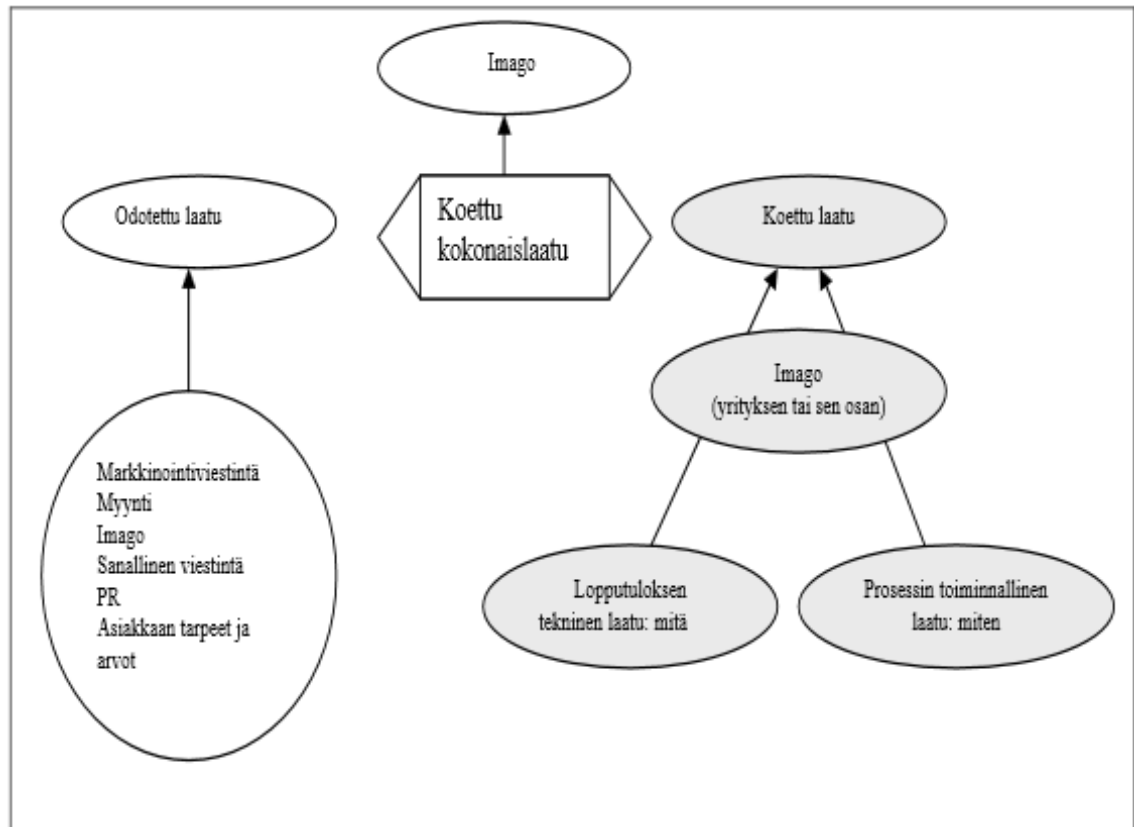 Imago
Odotettu laatu
Koettu
kokonaislaatu
Koettu laatu
Imago
(yrityksen tai sen osan)
Markkinointiviestintä
Myynti
Imago
Sanallinen viestintä
PR
Asiakkaan tarpeet ja
arvot
Lopputuloksen
tekninen laatu: mitä
Prosessin toiminnallinen
laatu: miten